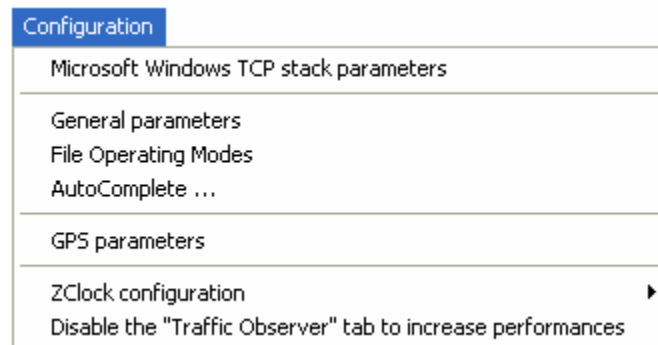 Configuration
Microsoft Windows TCP stack parameters
General parameters
File Operating Modes
AutoComplete ...
GPS parameters
ZClock configuration
Disable the "Traffic Observer" tab to increase performances